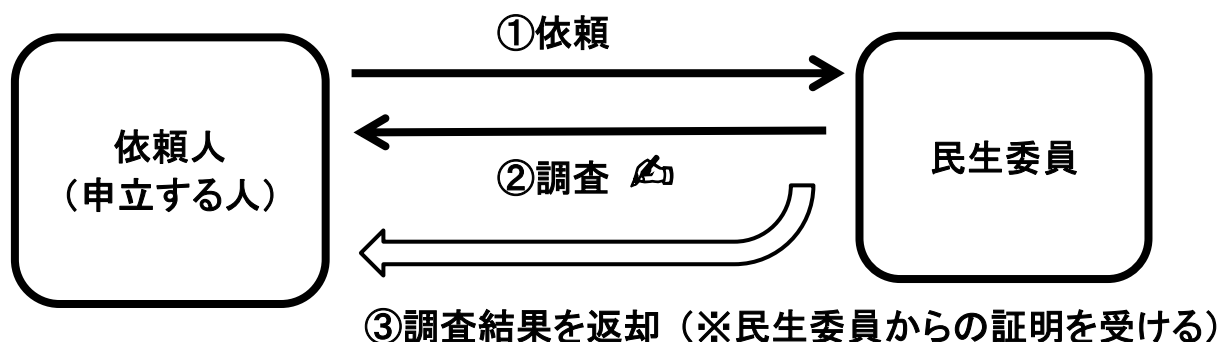 ①依頼
依頼人
（申立する人）
民生委員
②調査
③調査結果を返却（※民生委員からの証明を受ける）